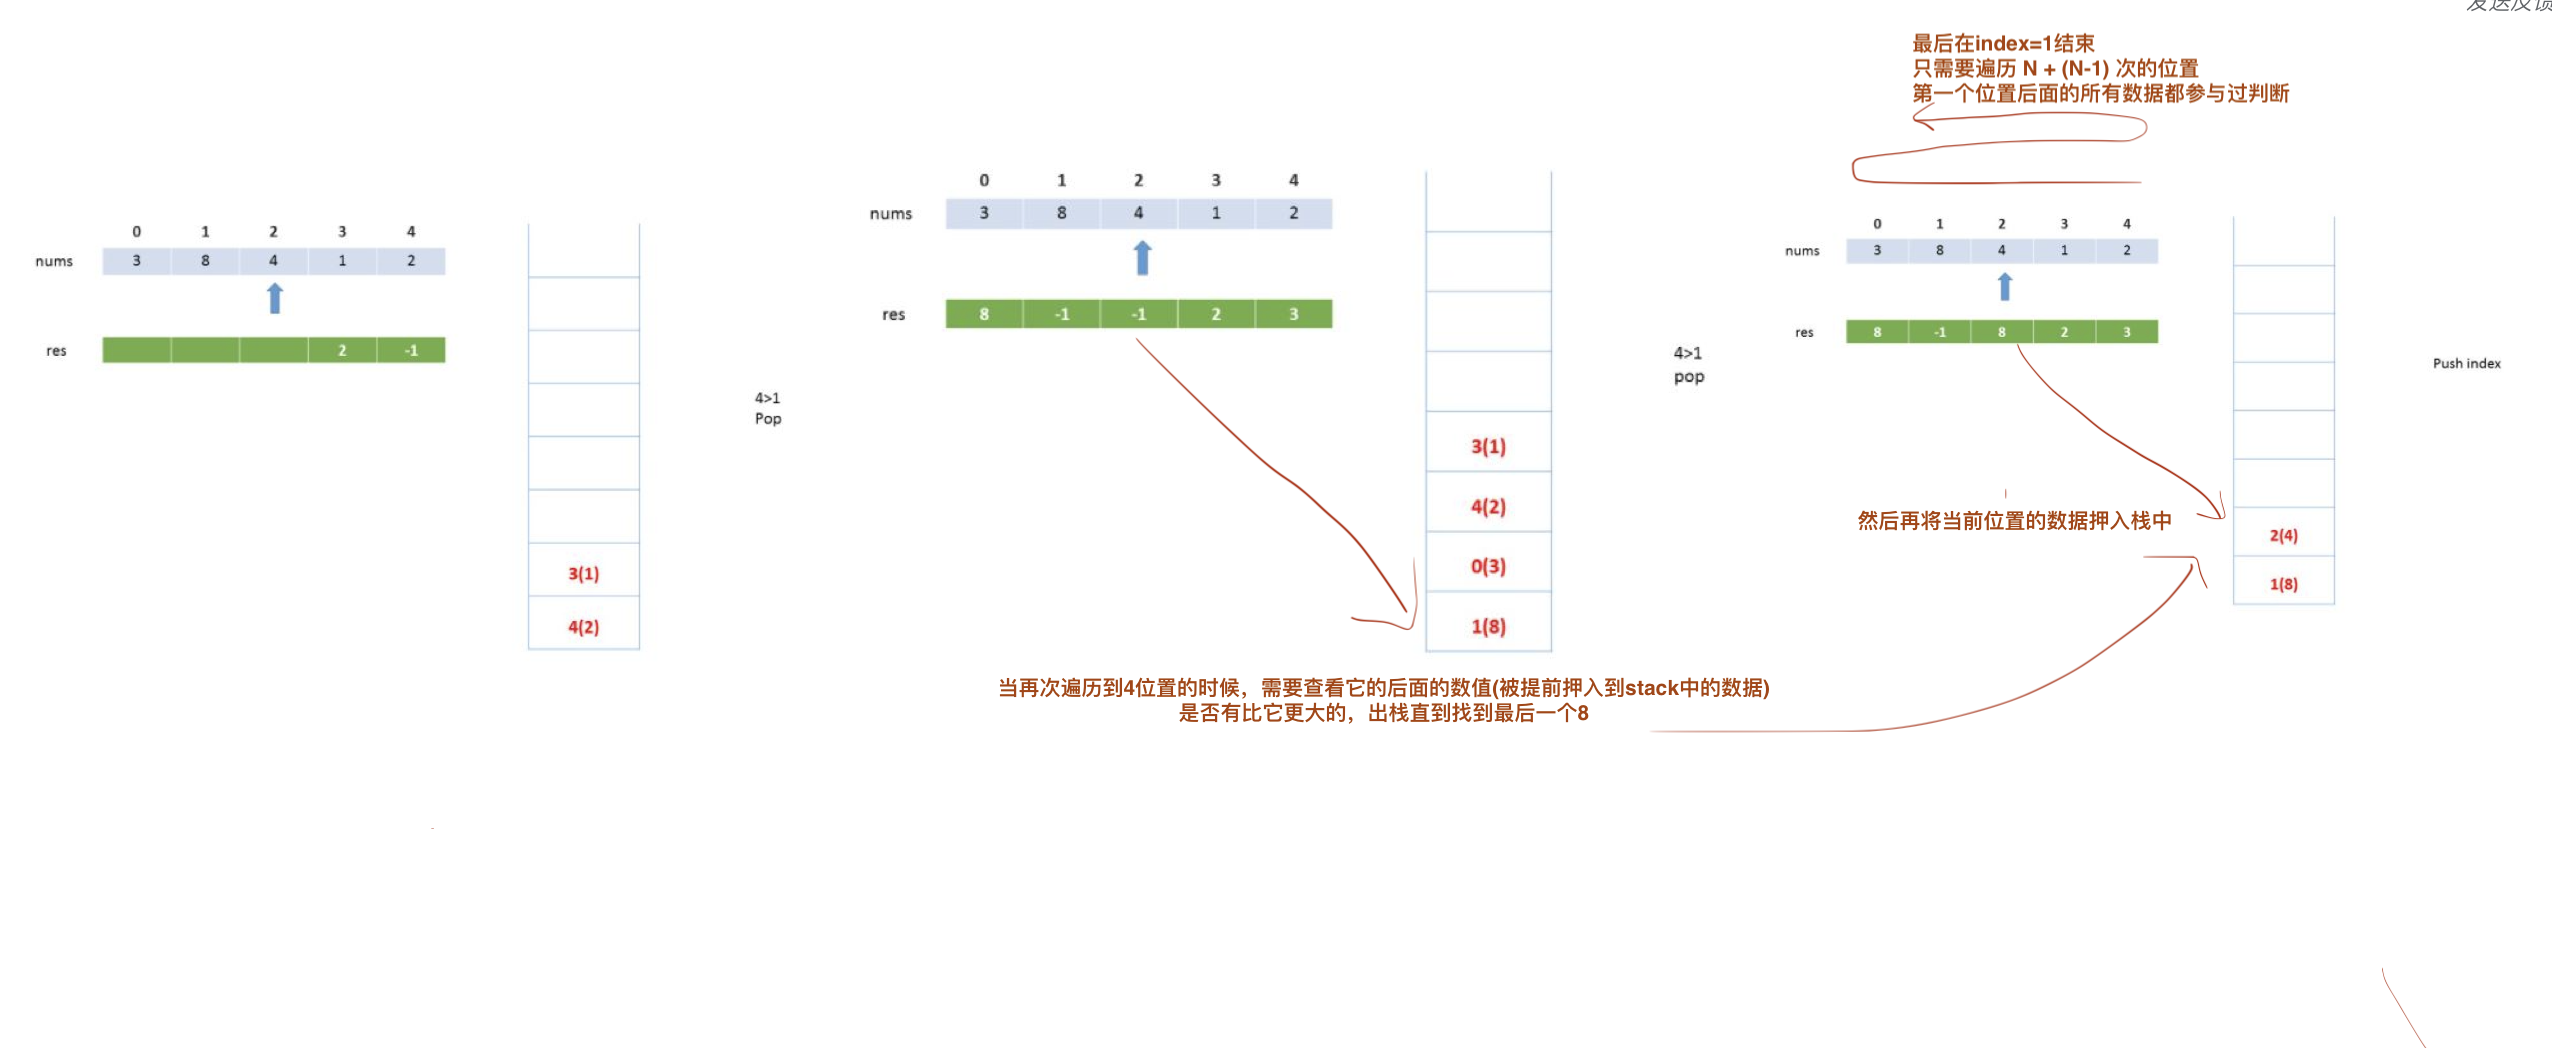 发送反馈
最后在index=1结束
只需要遍历 N + (N-1) 次的位置
第一个位置后面的所有数据都参与过判断
0 1 2 3 4
nums 3 8 4 1 2
res 2 -1
3(1)
4(2)
4>1
Pop
0 1 2 3 4
nums 3 8 4 1 2
res 8 -1 -1 2 3
3(1)
4(2)
0(3)
1(8)
当再次遍历到4位置的时候，需要查看它的后面的数值(被提前押入到stack中的数据)
是否有比它更大的，出栈直到找到最后一个8
4>1
pop
0 1 2 3 4
nums 3 8 4 1 2
res 8 -1 8 2 3
然后再将当前位置的数据押入栈中
2(4)
1(8)
Push index